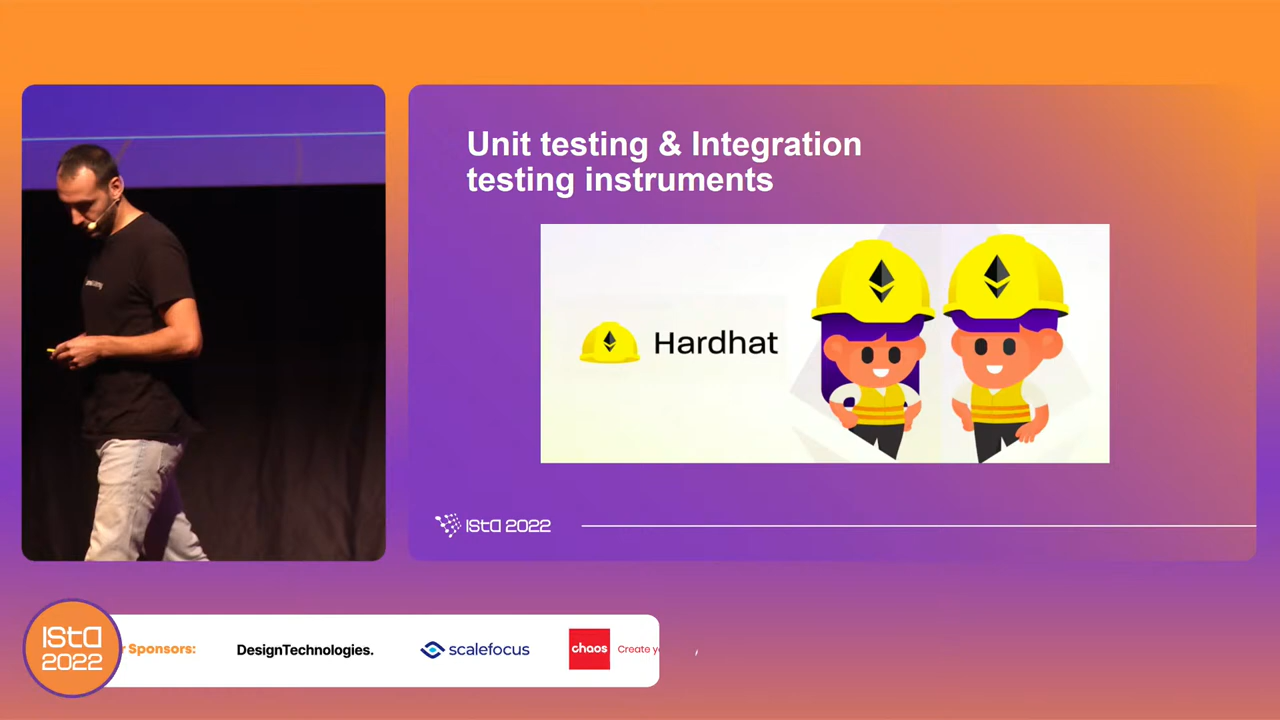 Unit testing & Integration
testing instruments
Hardhat
ISTA 2022
ISTA
2022
Sponsors:
DesignTechnologies.
scalefocus
chaos
Create